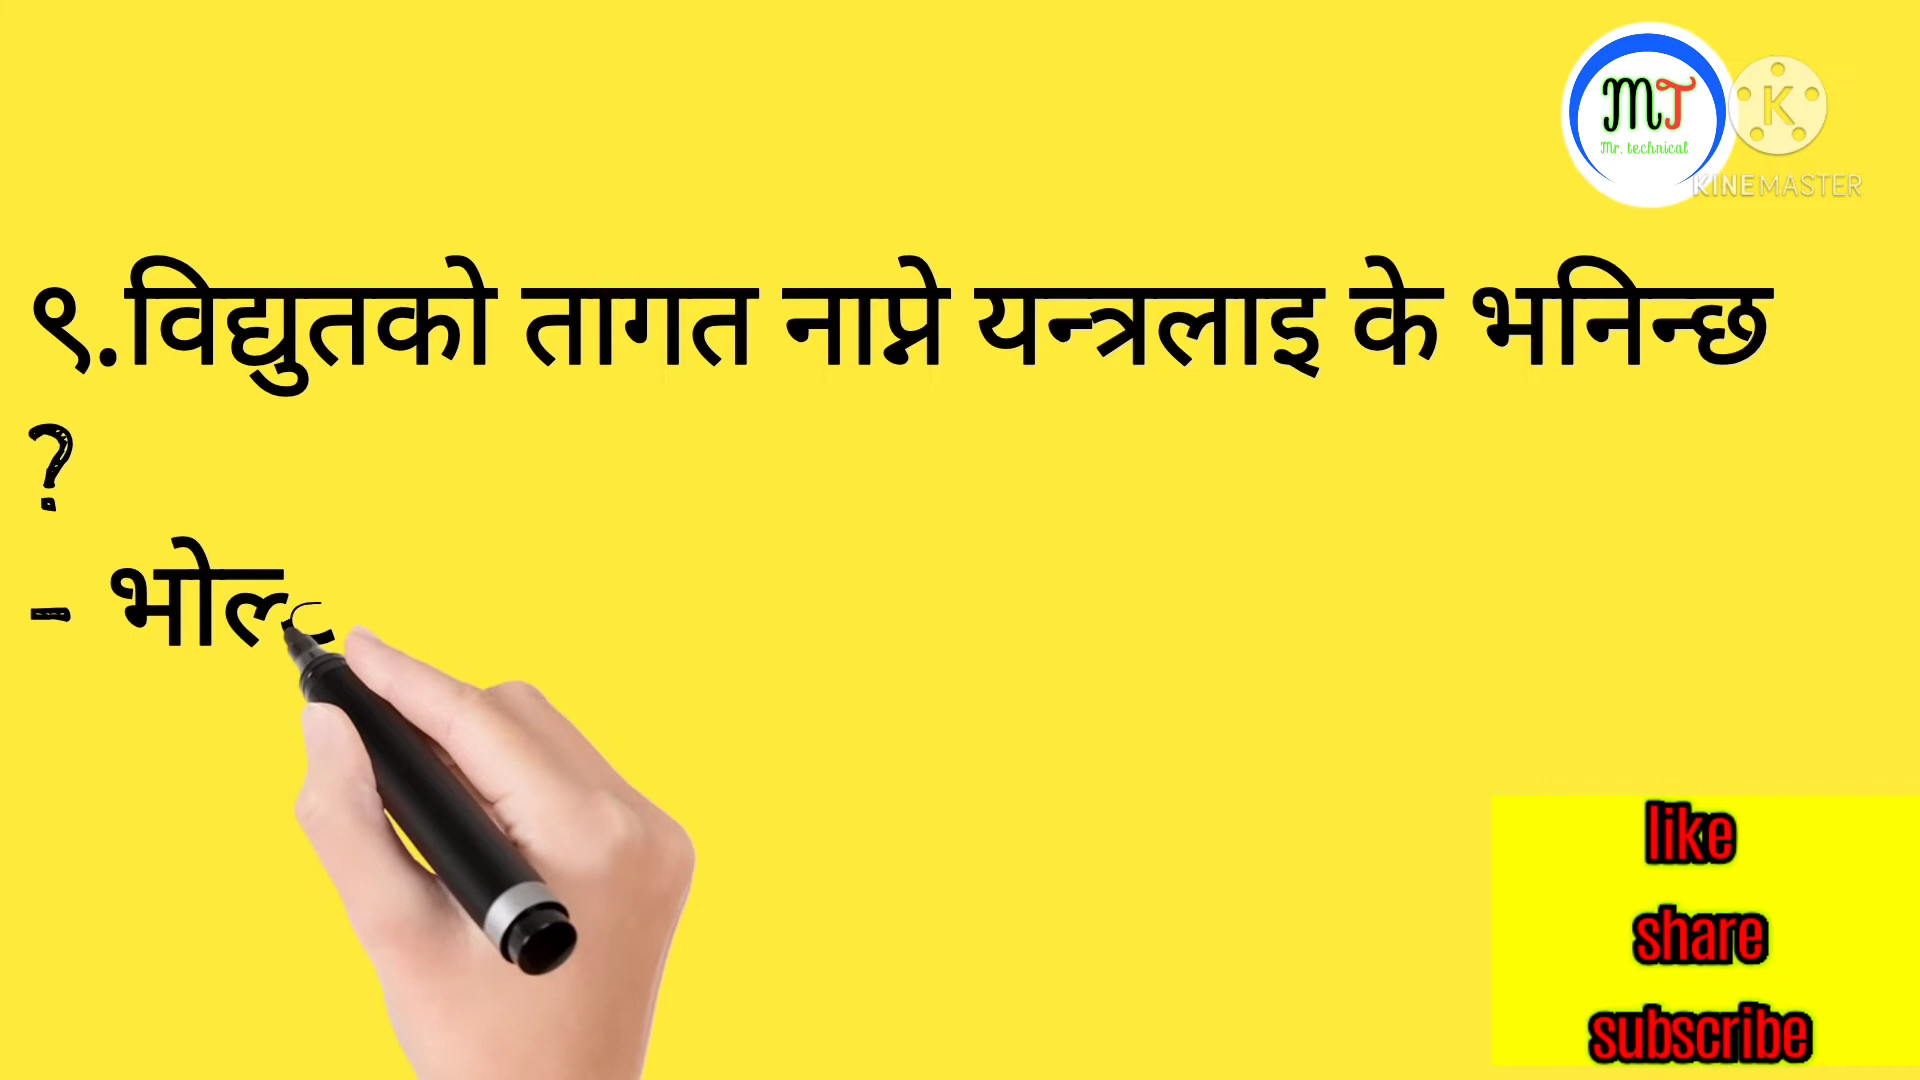 MT
Mr. technical
K
KINEMASTER
९.विद्युतको तागत नाप्ने यन्त्रलाइ के भनिन्छ
?
-
like
share
subscribe